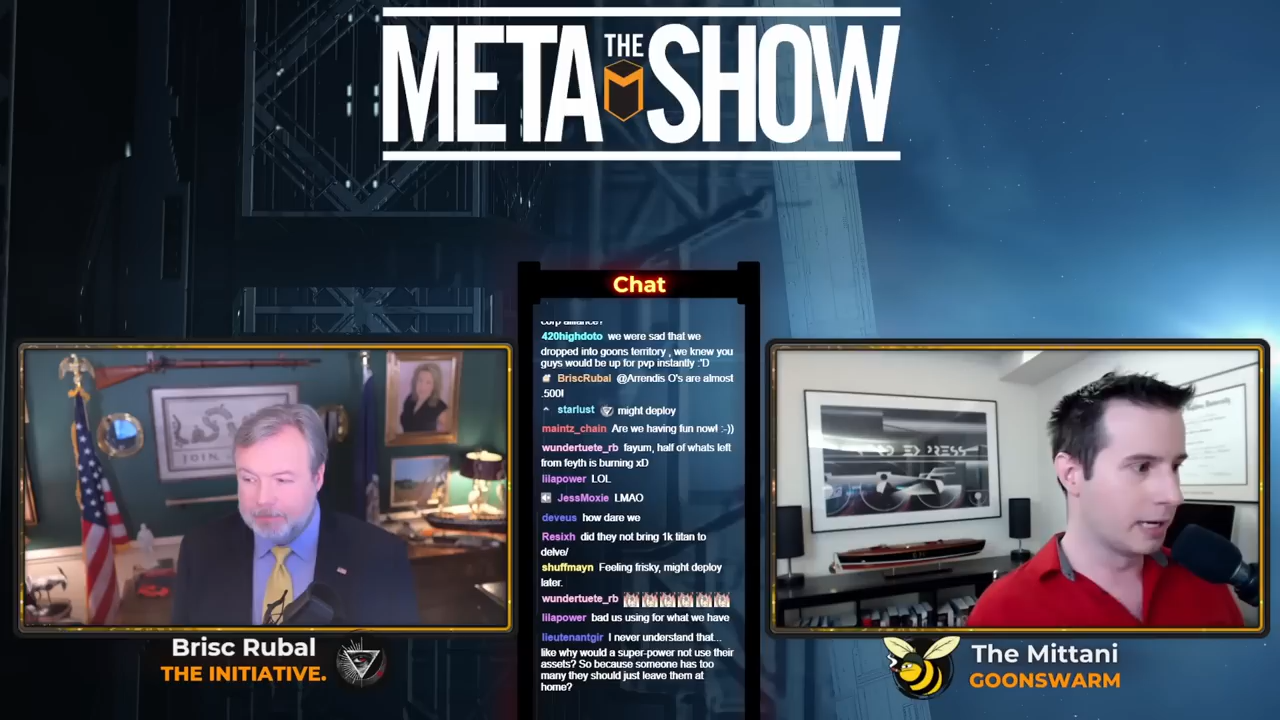 META THE SHOW
Chat
corp alliance?
420highdoto we were sad that we
dropped into goons territory , we knew you
guys would be up for pvp instantly :"D
BriscRubal @Arrendis O's are almost
.500!
starlust might deploy
maintz_chain Are we having fun now! :-))
wundertuete_rb fayum, half of whats left
from feyth is burning xD
lilapower LOL
JessMoxie LMAO
deveus how dare we
Resixh did they not bring 1k titan to
delve/
shuffmayn Feeling frisky, might deploy
later.
wundertuete_rb
lilapower bad us using for what we have
lieutenantgir I never understand that...
like why would a super-power not use their
assets? So because someone has too
many they should just leave them at
home?
JOIN
Brisc Rubal
THE INITIATIVE.
The Mittani
GOONSWARM